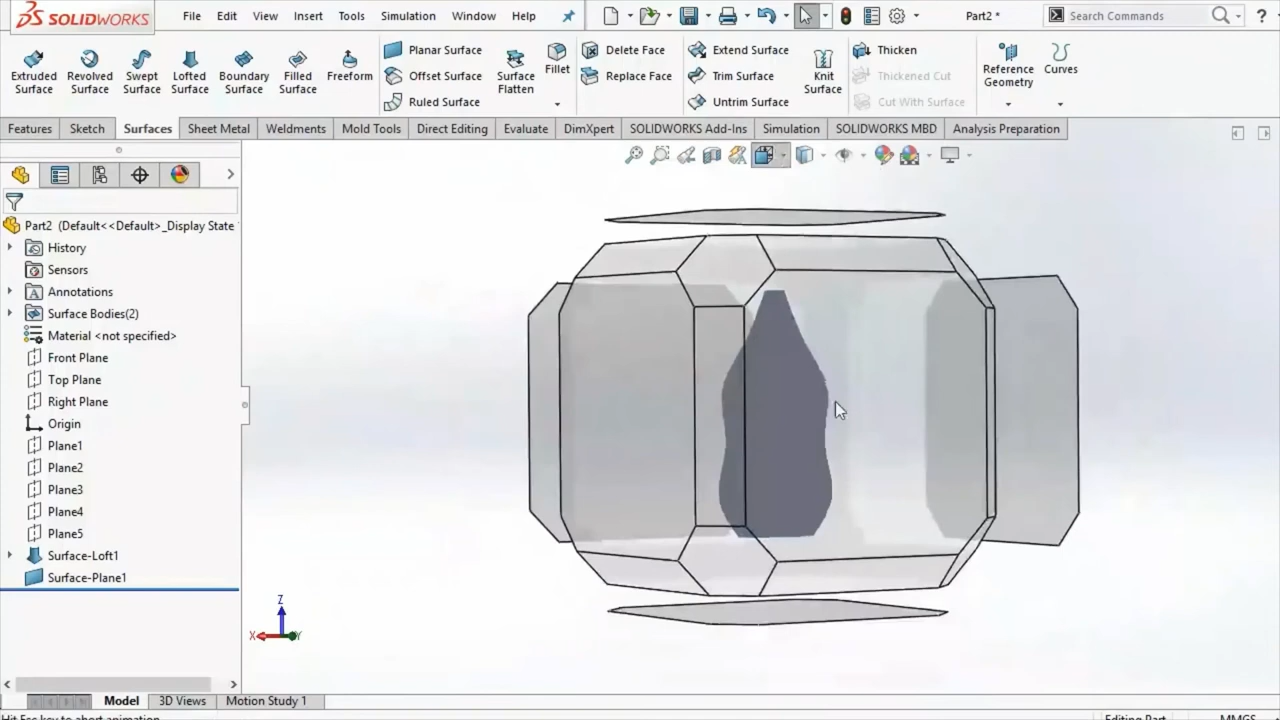 SOLIDWORKS
File Edit View Insert Tools Simulation Window Help
Part2 *
Search Commands
?
Extruded Surface
Revolved Surface
Swept Surface
Lofted Surface
Boundary Surface
Filled Surface
Freeform
Planar Surface
Offset Surface
Ruled Surface
Surface Flatten
Fillet
Delete Face
Replace Face
Extend Surface
Trim Surface
Untrim Surface
Knit Surface
Thicken
Thickened Cut
Cut With Surface
Reference Geometry
Curves
Features Sketch Surfaces Sheet Metal Weldments Mold Tools Direct Editing Evaluate DimXpert SOLIDWORKS Add-Ins Simulation SOLIDWORKS MBD Analysis Preparation
Part2 (Default<<Default>_Display State
History
Sensors
Annotations
Surface Bodies(2)
Material <not specified>
Front Plane
Top Plane
Right Plane
Origin
Plane1
Plane2
Plane3
Plane4
Plane5
Surface-Loft1
Surface-Plane1
Z
X
Y
Model 3D Views Motion Study 1
Hit Esc key to abort animation
Editing Part
MMGS